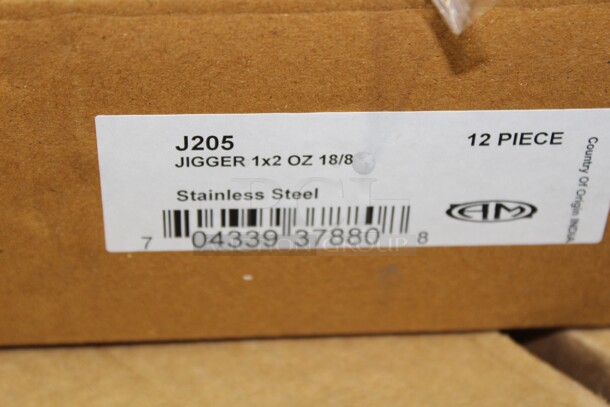 J205
12 PIECE
JIGGER 1x2 OZ 18/8
Stainless Steel
7 04339 37880 8
AM
Country Of Origin INDIA
GROUP